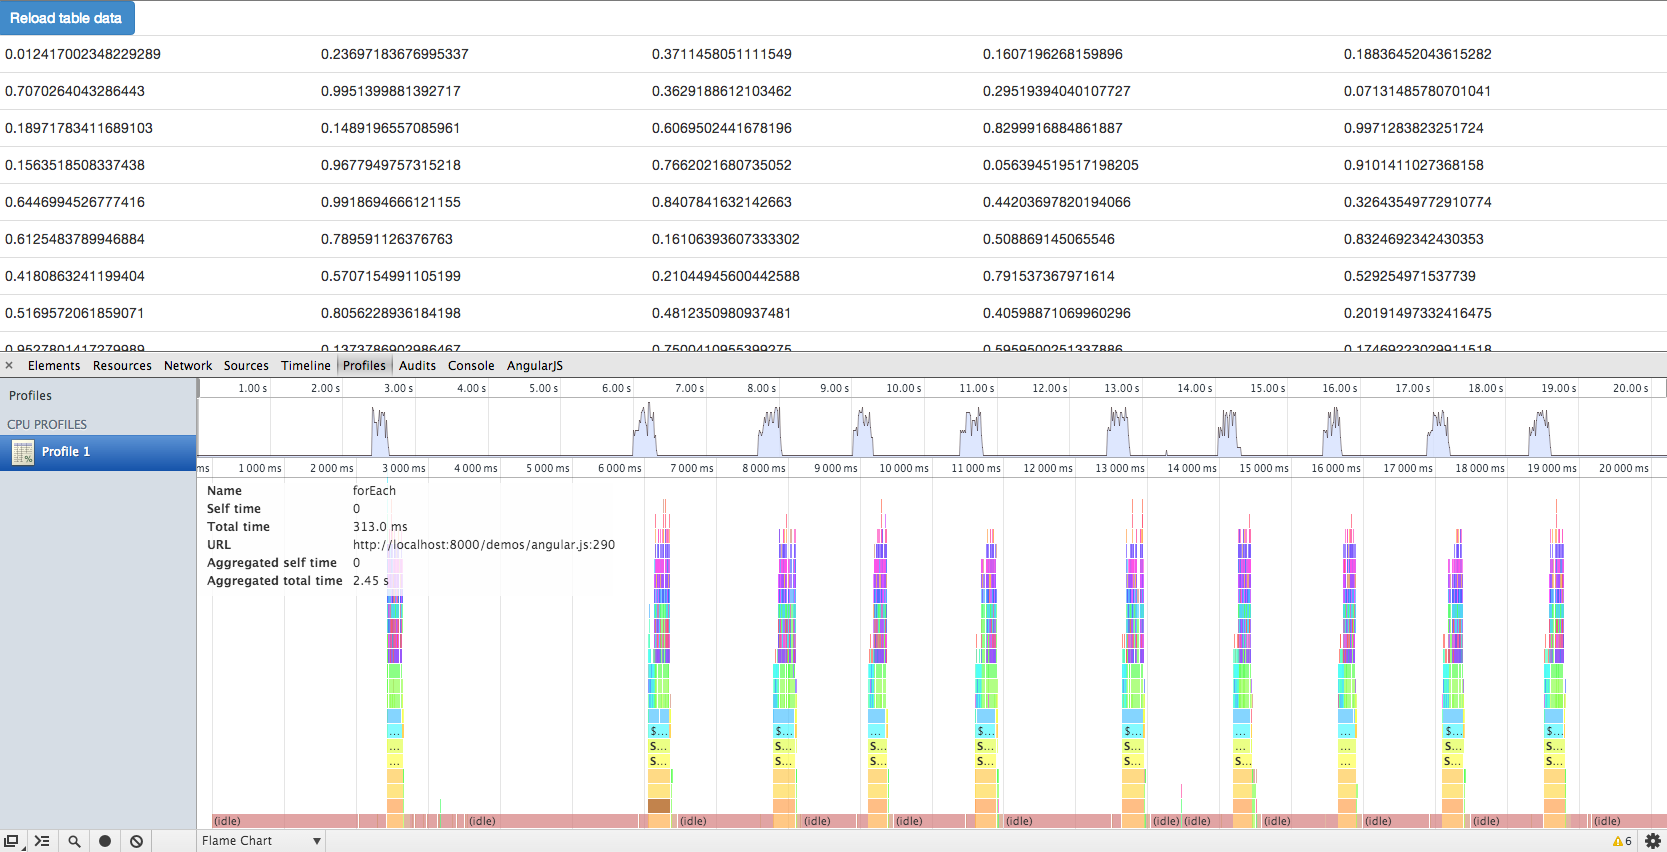 Reload table data
0.012417002348229289 0.23697183676995337 0.3711458051111549 0.1607196268159896 0.18836452043615282
0.7070264043286443 0.9951399881392717 0.3629188612103462 0.29519394040107727 0.07131485780701041
0.18971783411689103 0.1489196557085961 0.6069502441678196 0.8299916884861887 0.9971283823251724
0.1563518508337438 0.9677949757315218 0.7662021680735052 0.056394519517198205 0.9101411027368158
0.6446994526777416 0.9918694666121155 0.8407841632142663 0.44203697820194066 0.32643549772910774
0.6125483789946884 0.789591126376763 0.16106393607333302 0.508869145065546 0.8324692342430353
0.4180863241199404 0.5707154991105199 0.21044945600442588 0.791537367971614 0.529254971537739
0.5169572061859071 0.8056228936184198 0.4812350980937481 0.40598871069960296 0.20191497332416475
0.9527801417279989 0.1373786902986467 0.7500410955399275 0.5959500251337886 0.17469223029911518
× Elements Resources Network Sources Timeline Profiles Audits Console AngularJS
Profiles
CPU PROFILES
Profile 1
1.00 s 2.00 s 3.00 s 4.00 s 5.00 s 6.00 s 7.00 s 8.00 s 9.00 s 10.00 s 11.00 s 12.00 s 13.00 s 14.00 s 15.00 s 16.00 s 17.00 s 18.00 s 19.00 s 20.00 s
ms 1 000 ms 2 000 ms 3 000 ms 4 000 ms 5 000 ms 6 000 ms 7 000 ms 8 000 ms 9 000 ms 10 000 ms 11 000 ms 12 000 ms 13 000 ms 14 000 ms 15 000 ms 16 000 ms 17 000 ms 18 000 ms 19 000 ms 20 000 ms
Name forEach
Self time 0
Total time 313.0 ms
URL http://localhost:8000/demos/angular.js:290
Aggregated self time 0
Aggregated total time 2.45 s
... $... $... ... $... $... ... ... $... $...
... S... S... S... S... S... ... ... S... S...
... S... S... S... S... S... S... ... S... S...
(idle) (idle) (idle) (idle) (idle) (idle) (idle) (idle) (idle) (idle) (idle) (idle)
Flame Chart ▼ 6